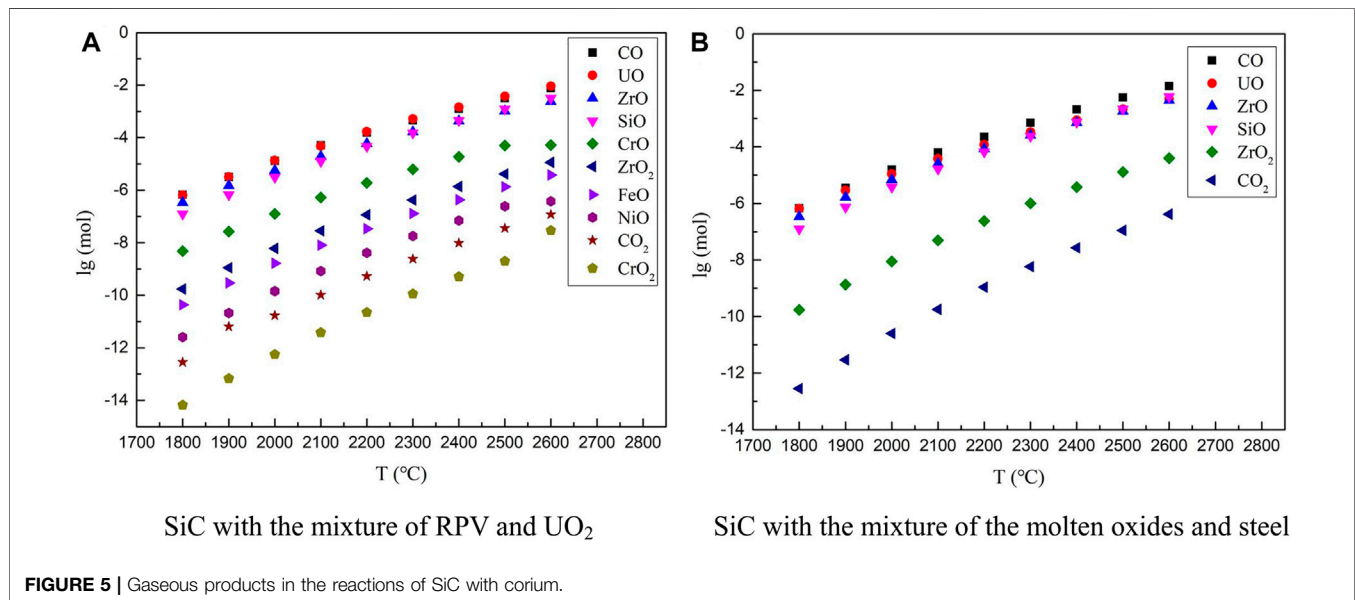 A
0
-2
-4
-6
-8
-10
-12
-14
lg (mol)
1700 1800 1900 2000 2100 2200 2300 2400 2500 2600 2700 2800
T (℃)
CO
UO
ZrO
SiO
CrO
ZrO₂
FeO
NiO
CO₂
CrO₂
SiC with the mixture of RPV and UO₂
B
0
-2
-4
-6
-8
-10
-12
-14
lg (mol)
1700 1800 1900 2000 2100 2200 2300 2400 2500 2600 2700 2800
T (℃)
CO
UO
ZrO
SiO
ZrO₂
CO₂
SiC with the mixture of the molten oxides and steel
FIGURE 5 | Gaseous products in the reactions of SiC with corium.